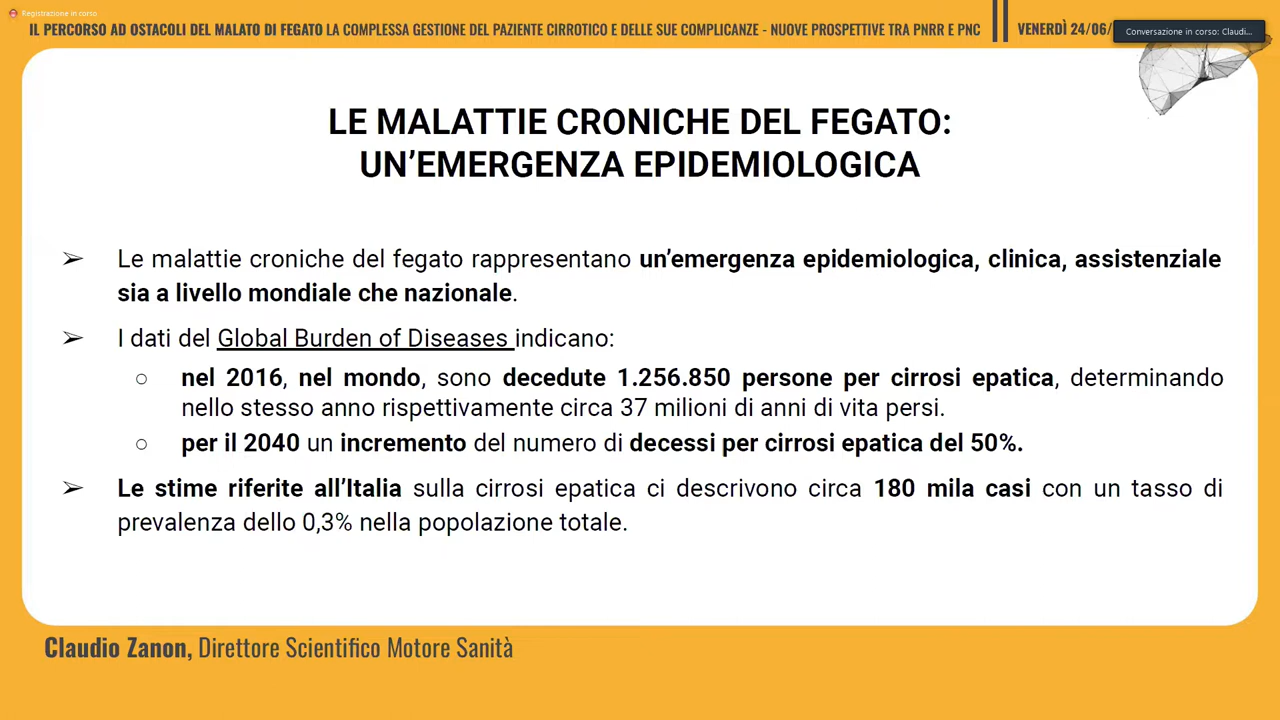 Registrazione in corso
IL PERCORSO AD OSTACOLI DEL MALATO DI FEGATO LA COMPLESSA GESTIONE DEL PAZIENTE CIRROTICO E DELLE SUE COMPLICANZE - NUOVE PROSPETTIVE TRA PNRR E PNC
VENERDÌ 24/06/
Conversazione in corso: Claudi...
LE MALATTIE CRONICHE DEL FEGATO:
UN’EMERGENZA EPIDEMIOLOGICA
➢ Le malattie croniche del fegato rappresentano un’emergenza epidemiologica, clinica, assistenziale
sia a livello mondiale che nazionale.
➢ I dati del Global Burden of Diseases indicano:
○ nel 2016, nel mondo, sono decedute 1.256.850 persone per cirrosi epatica, determinando
nello stesso anno rispettivamente circa 37 milioni di anni di vita persi.
○ per il 2040 un incremento del numero di decessi per cirrosi epatica del 50%.
➢ Le stime riferite all’Italia sulla cirrosi epatica ci descrivono circa 180 mila casi con un tasso di
prevalenza dello 0,3% nella popolazione totale.
Claudio Zanon, Direttore Scientifico Motore Sanità